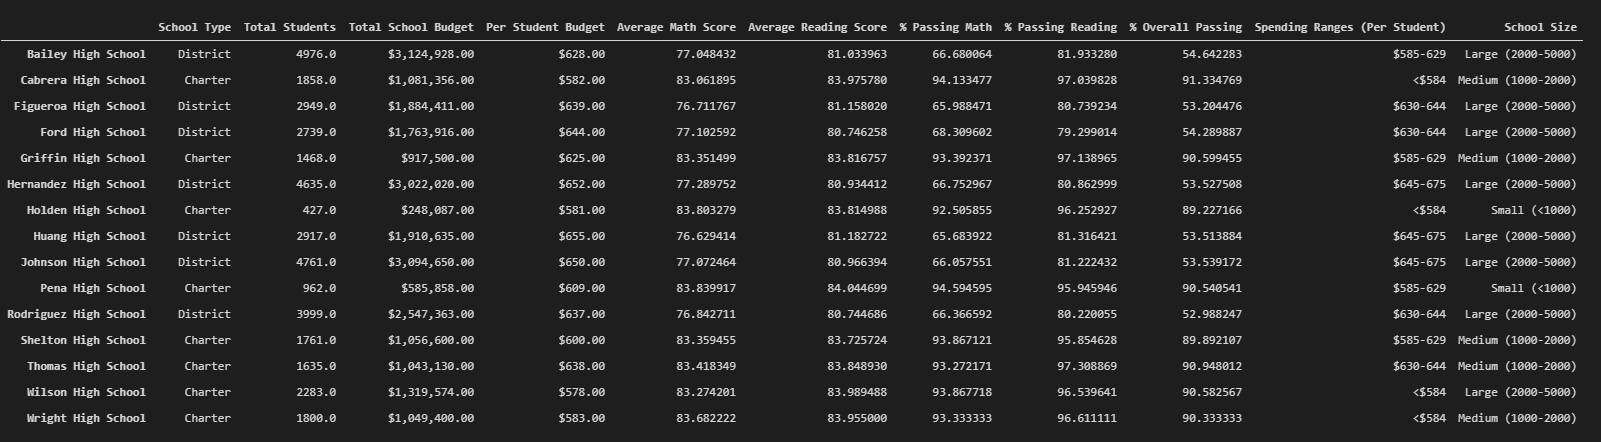 School Type Total Students Total School Budget Per Student Budget Average Math Score Average Reading Score % Passing Math % Passing Reading % Overall Passing Spending Ranges (Per Student) School Size
Bailey High School District 4976.0 $3,124,928.00 $628.00 77.048432 81.033963 66.680064 81.933280 54.642283 $585-629 Large (2000-5000)
Cabrera High School Charter 1858.0 $1,081,356.00 $582.00 83.061895 83.975780 94.133477 97.039828 91.334769 <$584 Medium (1000-2000)
Figueroa High School District 2949.0 $1,884,411.00 $639.00 76.711767 81.158020 65.988471 80.739234 53.204476 $630-644 Large (2000-5000)
Ford High School District 2739.0 $1,763,916.00 $644.00 77.102592 80.746258 68.309602 79.299014 54.289887 $630-644 Large (2000-5000)
Griffin High School Charter 1468.0 $917,500.00 $625.00 83.351499 83.816757 93.392371 97.138965 90.599455 $585-629 Medium (1000-2000)
Hernandez High School District 4635.0 $3,022,020.00 $652.00 77.289752 80.934412 66.752967 80.862999 53.527508 $645-675 Large (2000-5000)
Holden High School Charter 427.0 $248,087.00 $581.00 83.803279 83.814988 92.505855 96.252927 89.227166 <$584 Small (<1000)
Huang High School District 2917.0 $1,910,635.00 $655.00 76.629414 81.182722 65.683922 81.316421 53.513884 $645-675 Large (2000-5000)
Johnson High School District 4761.0 $3,094,650.00 $650.00 77.072464 80.966394 66.057551 81.222432 53.539172 $645-675 Large (2000-5000)
Pena High School Charter 962.0 $585,858.00 $609.00 83.839917 84.044699 94.594595 95.945946 90.540541 $585-629 Small (<1000)
Rodriguez High School District 3999.0 $2,547,363.00 $637.00 76.842711 80.744686 66.366592 80.220055 52.988247 $630-644 Large (2000-5000)
Shelton High School Charter 1761.0 $1,056,600.00 $600.00 83.359455 83.725724 93.867121 95.854628 89.892107 $585-629 Medium (1000-2000)
Thomas High School Charter 1635.0 $1,043,130.00 $638.00 83.418349 83.848930 93.272171 97.308869 90.948012 $630-644 Medium (1000-2000)
Wilson High School Charter 2283.0 $1,319,574.00 $578.00 83.274201 83.989488 93.867718 96.539641 90.582567 <$584 Large (2000-5000)
Wright High School Charter 1800.0 $1,049,400.00 $583.00 83.682222 83.955000 93.333333 96.611111 90.333333 <$584 Medium (1000-2000)